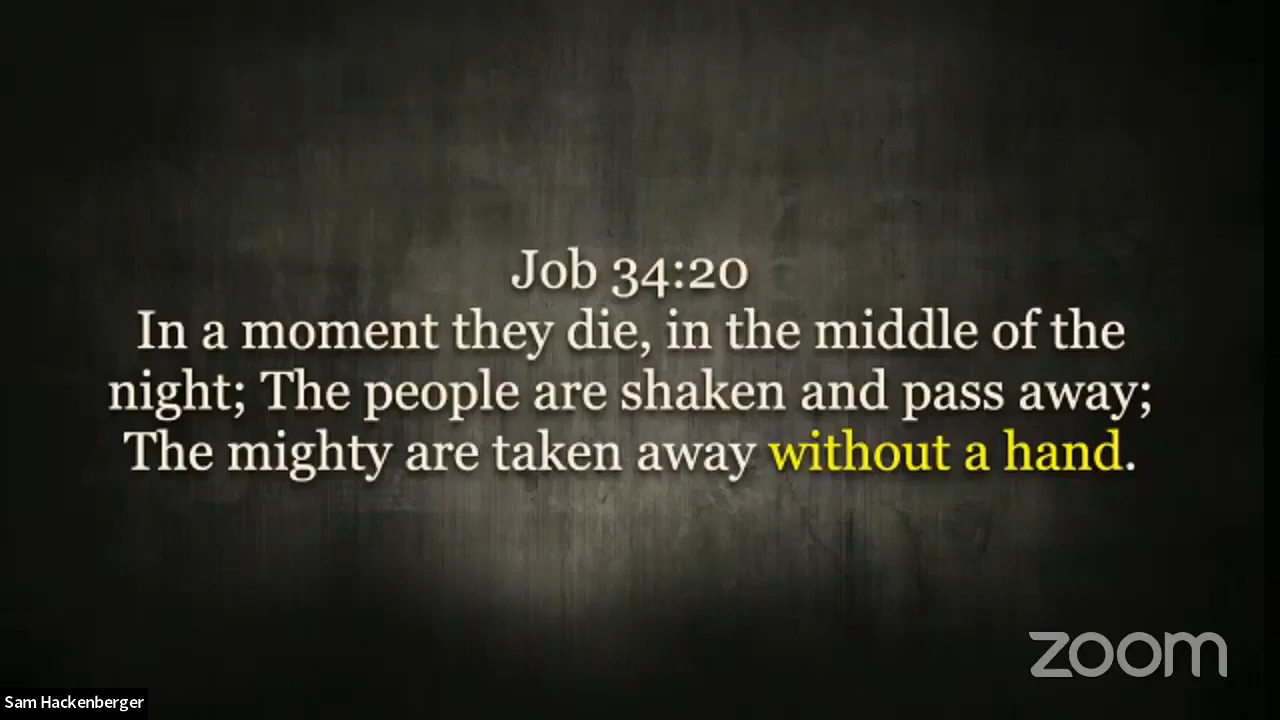 Job 34:20
In a moment they die, in the middle of the
night; The people are shaken and pass away;
The mighty are taken away without a hand.
zoom
Sam Hackenberger